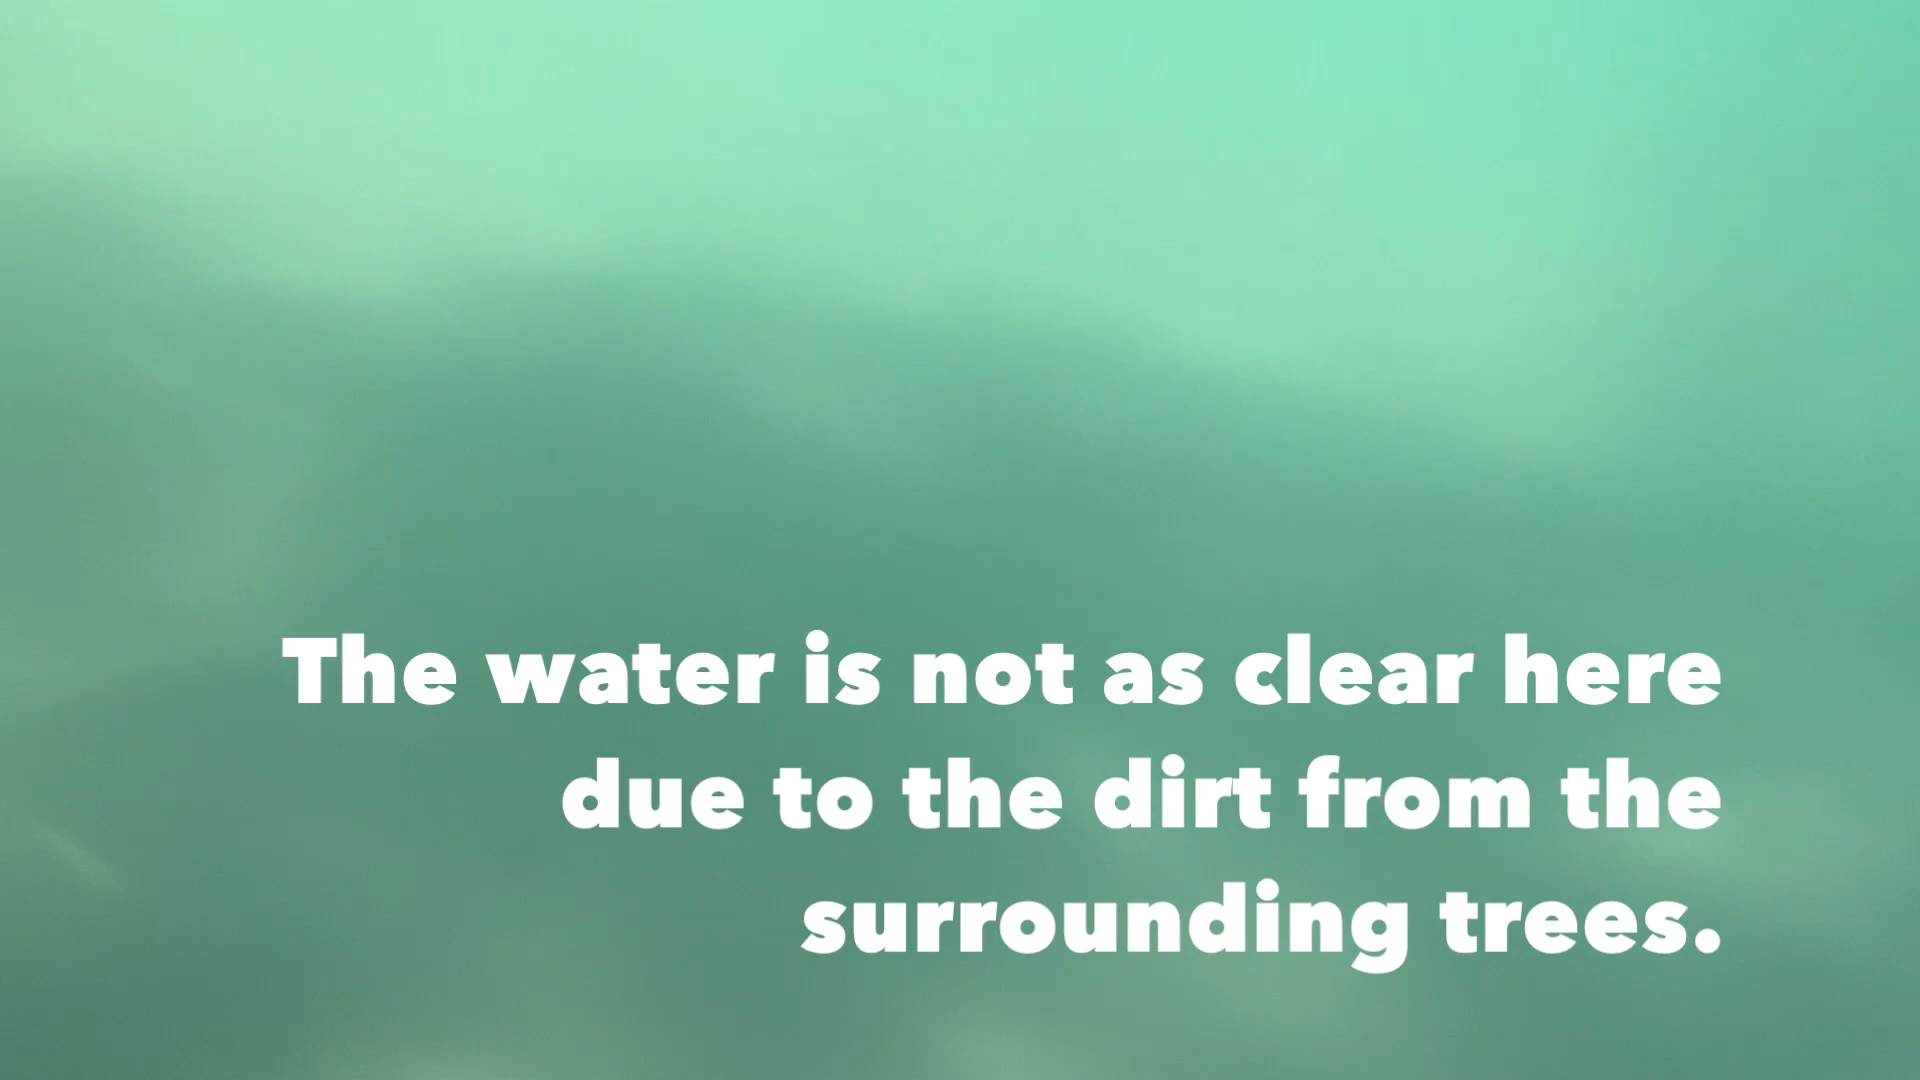 The water is not as clear here
due to the dirt from the
surrounding trees.